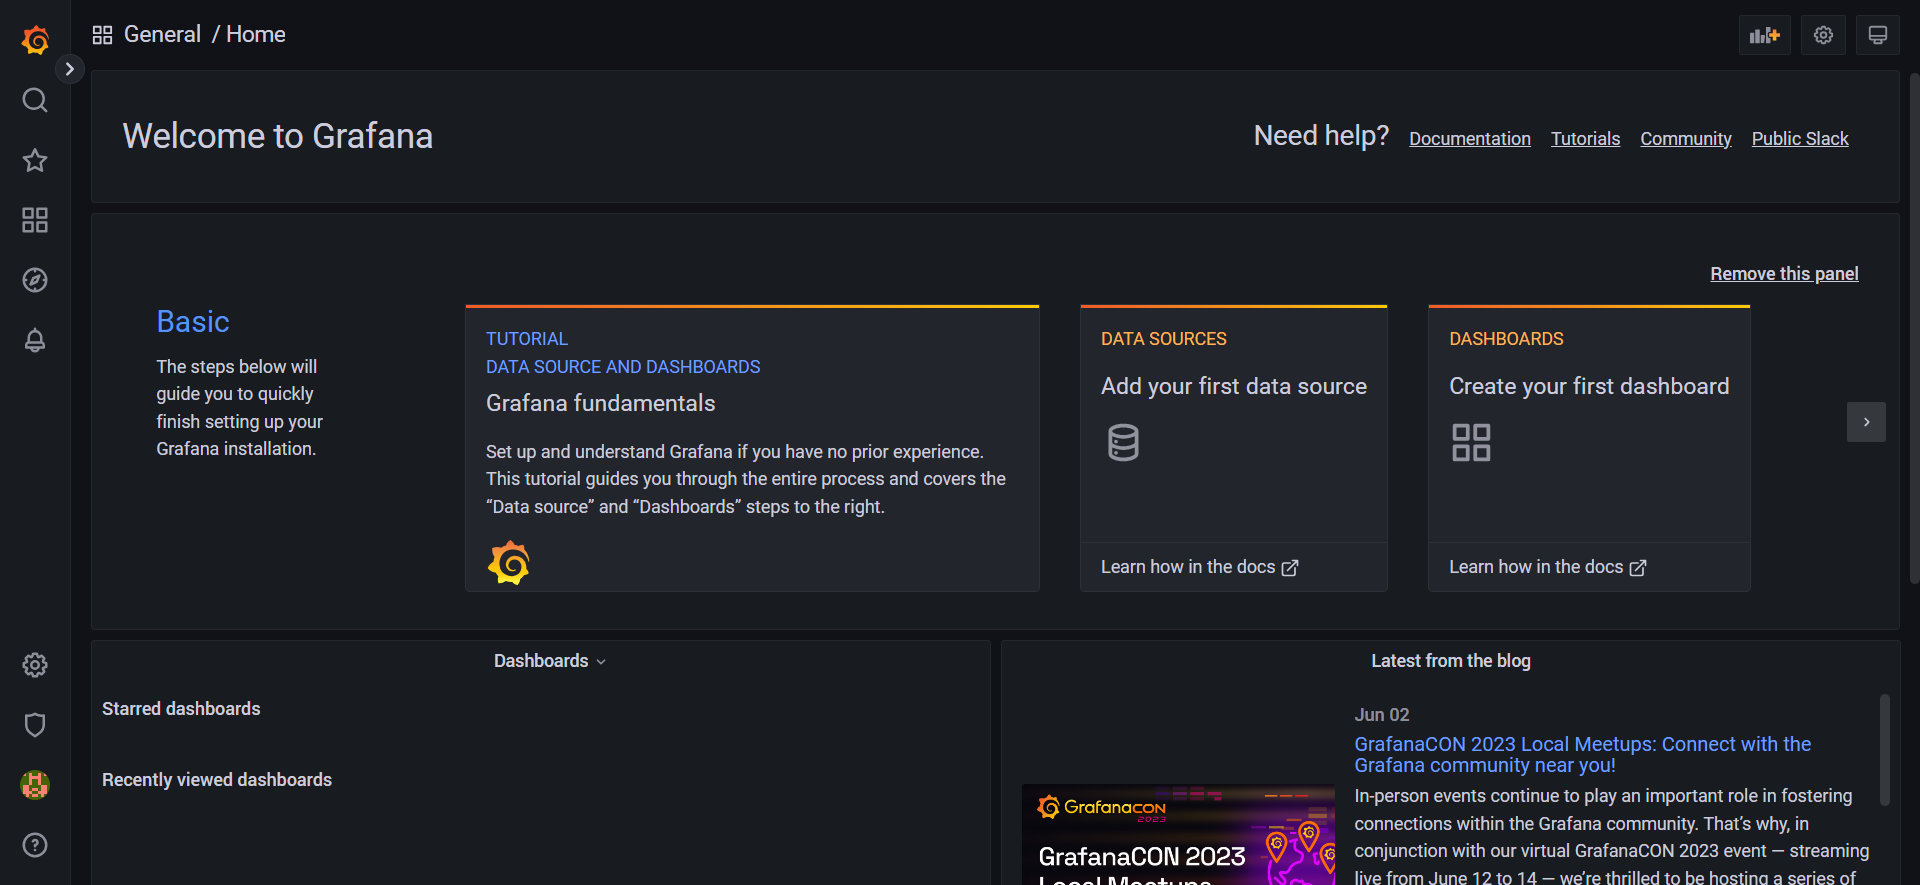 General / Home
Welcome to Grafana
Need help? Documentation Tutorials Community Public Slack
Remove this panel
Basic
The steps below will
guide you to quickly
finish setting up your
Grafana installation.
TUTORIAL
DATA SOURCE AND DASHBOARDS
Grafana fundamentals
Set up and understand Grafana if you have no prior experience.
This tutorial guides you through the entire process and covers the
“Data source” and “Dashboards” steps to the right.
DATA SOURCES
Add your first data source
Learn how in the docs
DASHBOARDS
Create your first dashboard
Learn how in the docs
Dashboards
Starred dashboards
Recently viewed dashboards
Latest from the blog
GrafanaCON
2023
GrafanaCON 2023
Local Meetups
Jun 02
GrafanaCON 2023 Local Meetups: Connect with the
Grafana community near you!
In-person events continue to play an important role in fostering
connections within the Grafana community. That’s why, in
conjunction with our virtual GrafanaCON 2023 event — streaming
live from June 12 to 14 — we’re thrilled to be hosting a series of